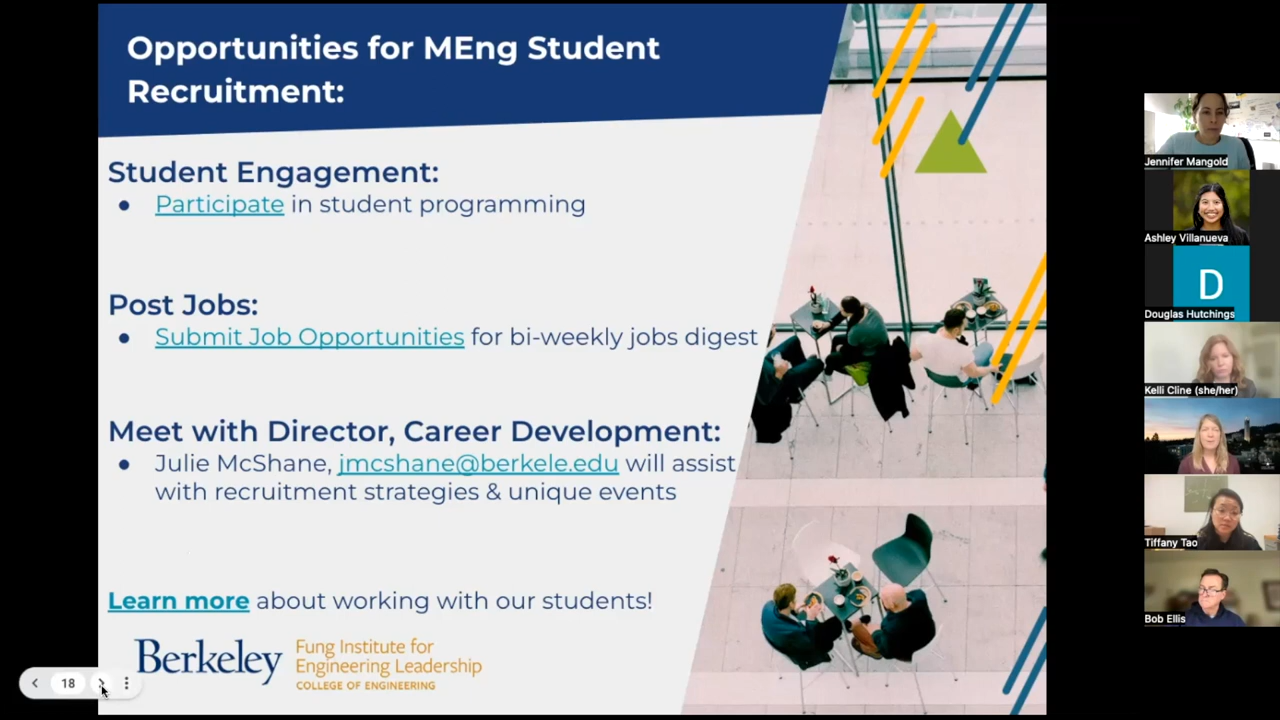 Opportunities for MEng Student
Recruitment:
Student Engagement:
● Participate in student programming
Post Jobs:
● Submit Job Opportunities for bi-weekly jobs digest
Meet with Director, Career Development:
● Julie McShane, jmcshane@berkele.edu will assist
with recruitment strategies & unique events
Learn more about working with our students!
Berkeley
Fung Institute for
Engineering Leadership
COLLEGE OF ENGINEERING
18
Jennifer Mangold
Ashley Villanueva
D
Douglas Hutchings
Kelli Cline (she/her)
Tiffany Tao
Bob Ellis